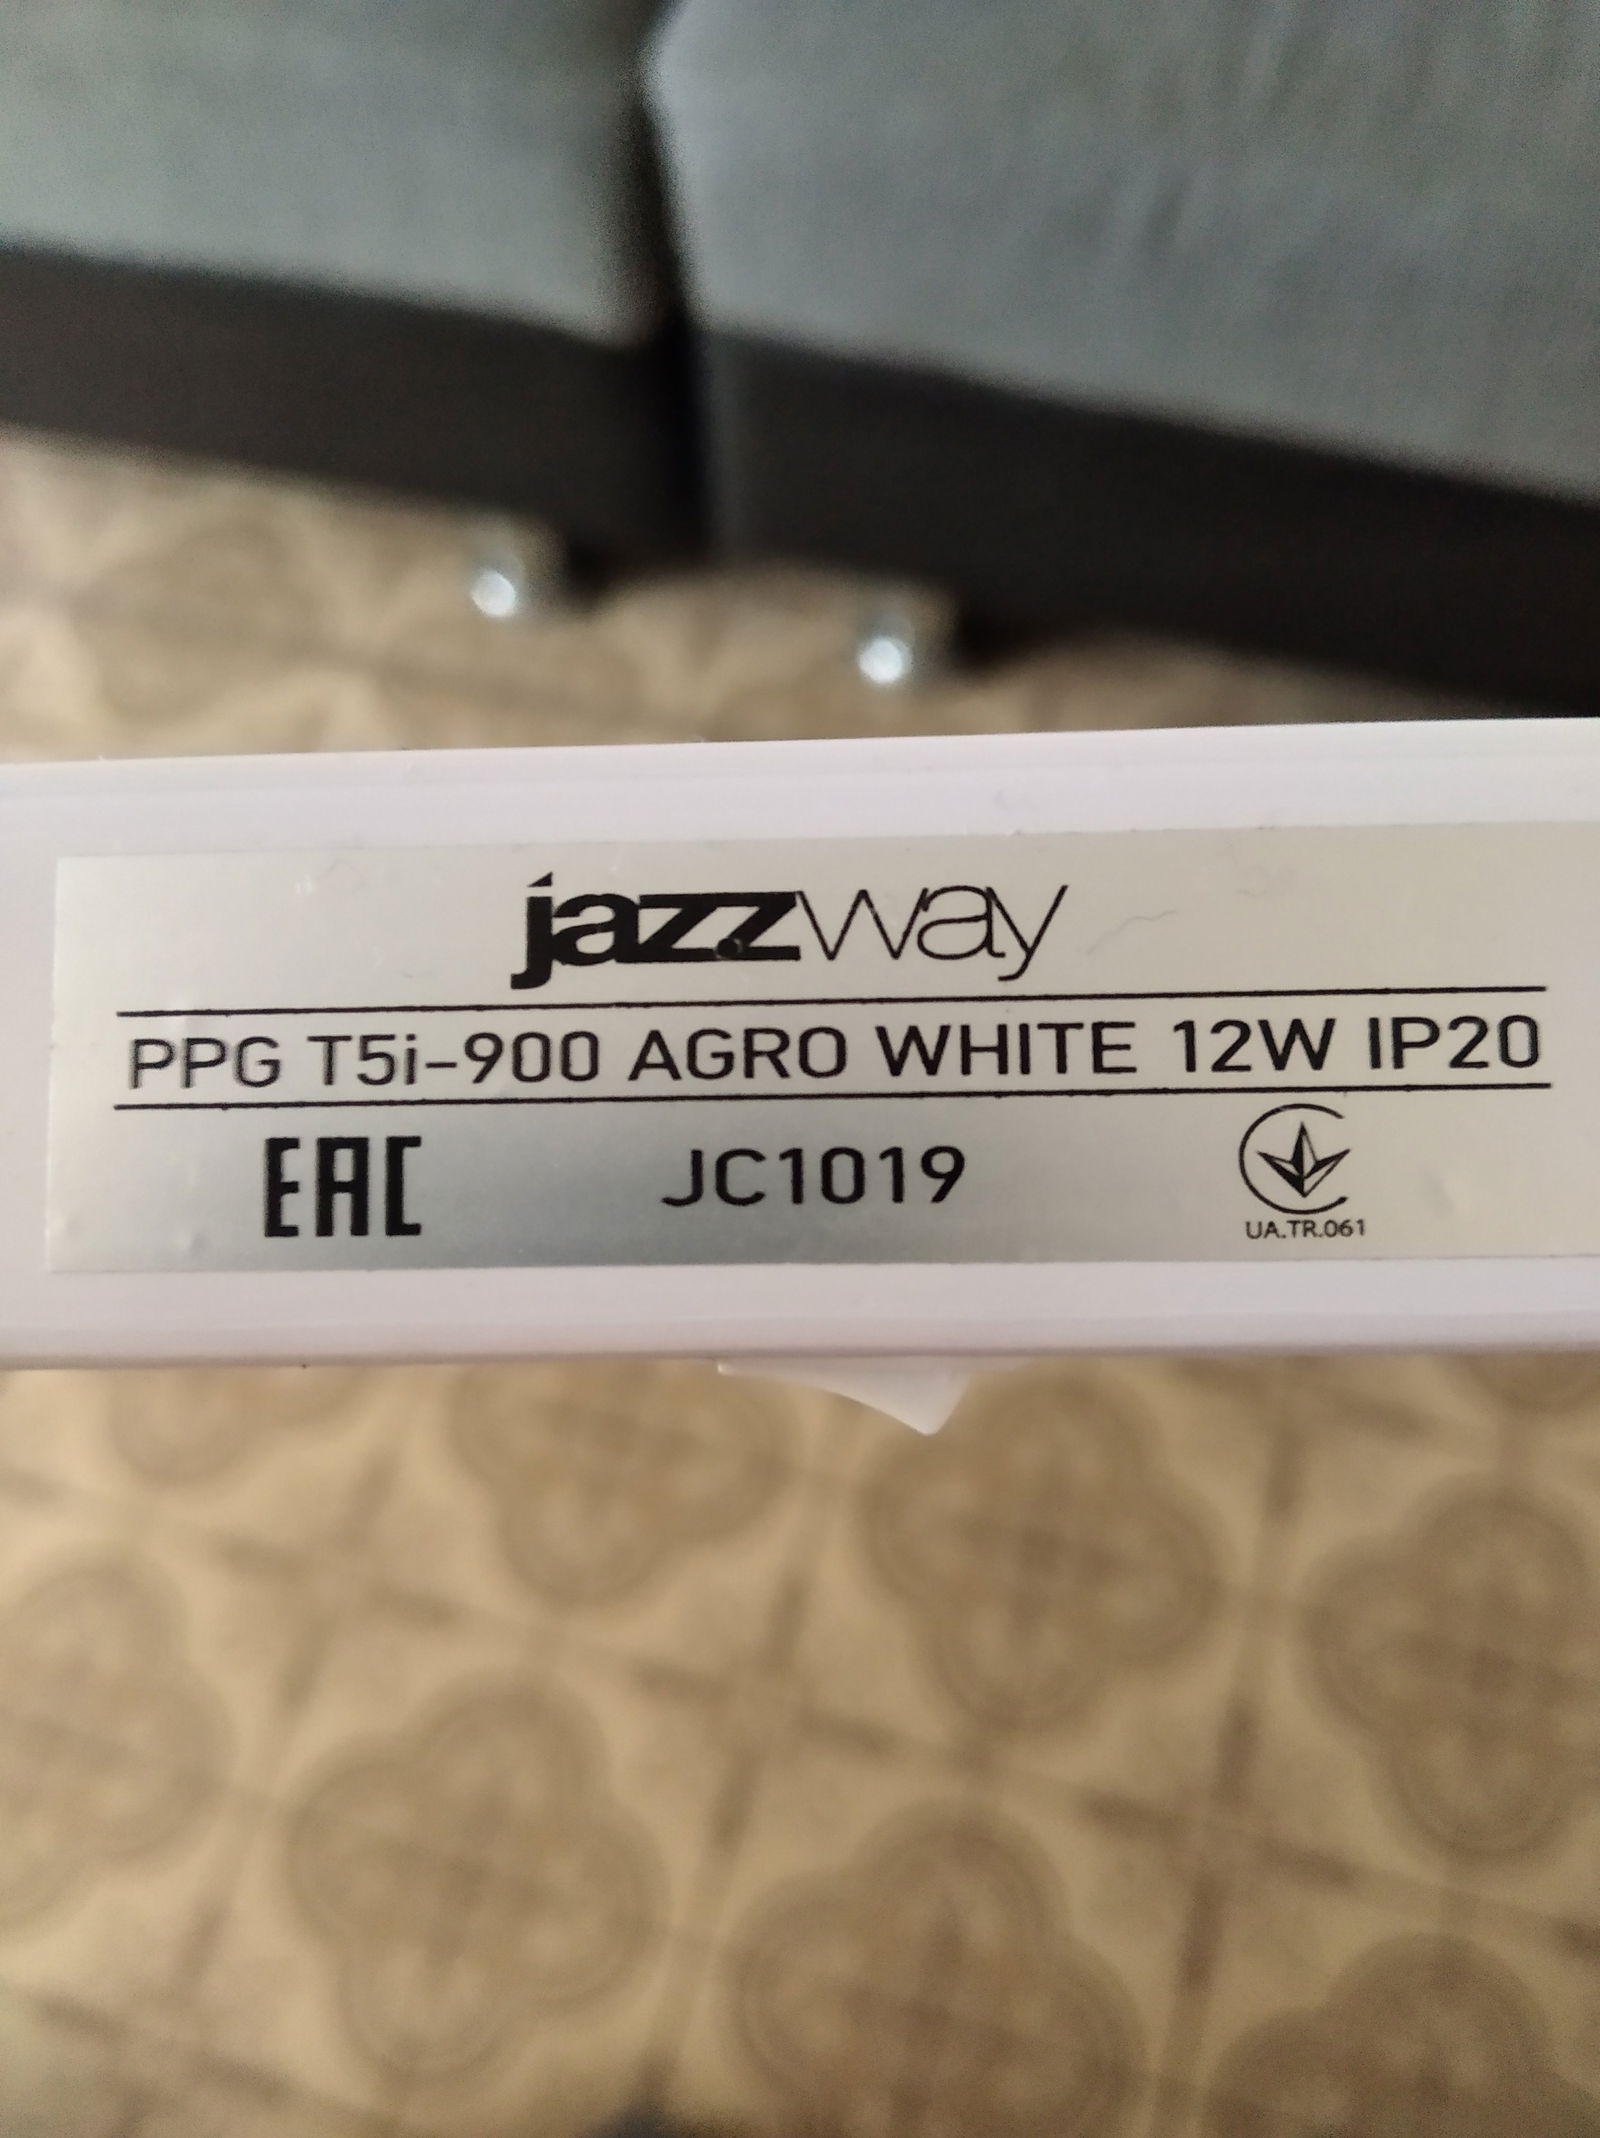 jazzway
PPG T5i-900 AGRO WHITE 12W IP20
EAC
JC1019
UA.TR.061